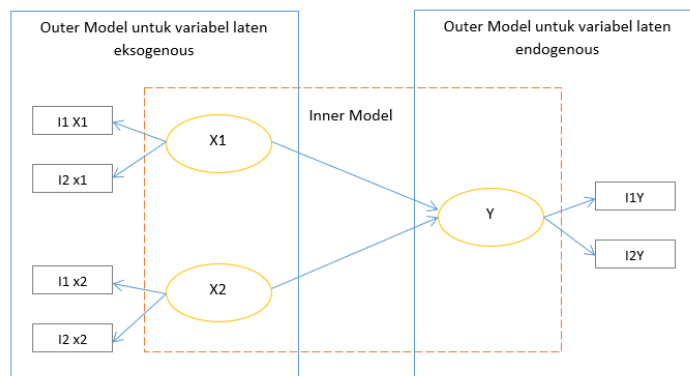 Outer Model untuk variabel laten
eksogenous
Outer Model untuk variabel laten
endogenous
Inner Model
I1 X1
X1
I2 x1
Y
I1Y
I2Y
I1 x2
X2
I2 x2